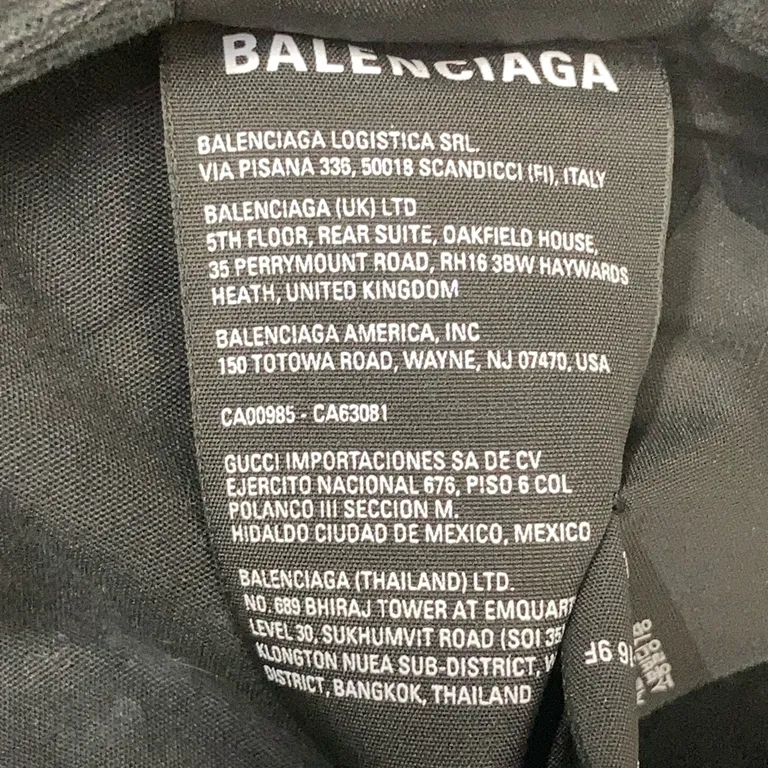 BALENCIAGA
BALENCIAGA LOGISTICA SRL.
VIA PISANA 336, 50018 SCANDICCI (FI), ITALY
BALENCIAGA (UK) LTD
5TH FLOOR, REAR SUITE, OAKFIELD HOUSE,
35 PERRYMOUNT ROAD, RH16 3BW HAYWARDS
HEATH, UNITED KINGDOM
BALENCIAGA AMERICA, INC
150 TOTOWA ROAD, WAYNE, NJ 07470, USA
CA00985 - CA63081
GUCCI IMPORTACIONES SA DE CV
EJERCITO NACIONAL 676, PISO 6 COL
POLANCO III SECCION M.
HIDALDO CIUDAD DE MEXICO, MEXICO
BALENCIAGA (THAILAND) LTD.
NO. 689 BHIRAJ TOWER AT EMQUAR
LEVEL 30, SUKHUMVIT ROAD (SOI 35
KLONGTON NUEA SUB-DISTRICT, W
DISTRICT, BANGKOK, THAILAND